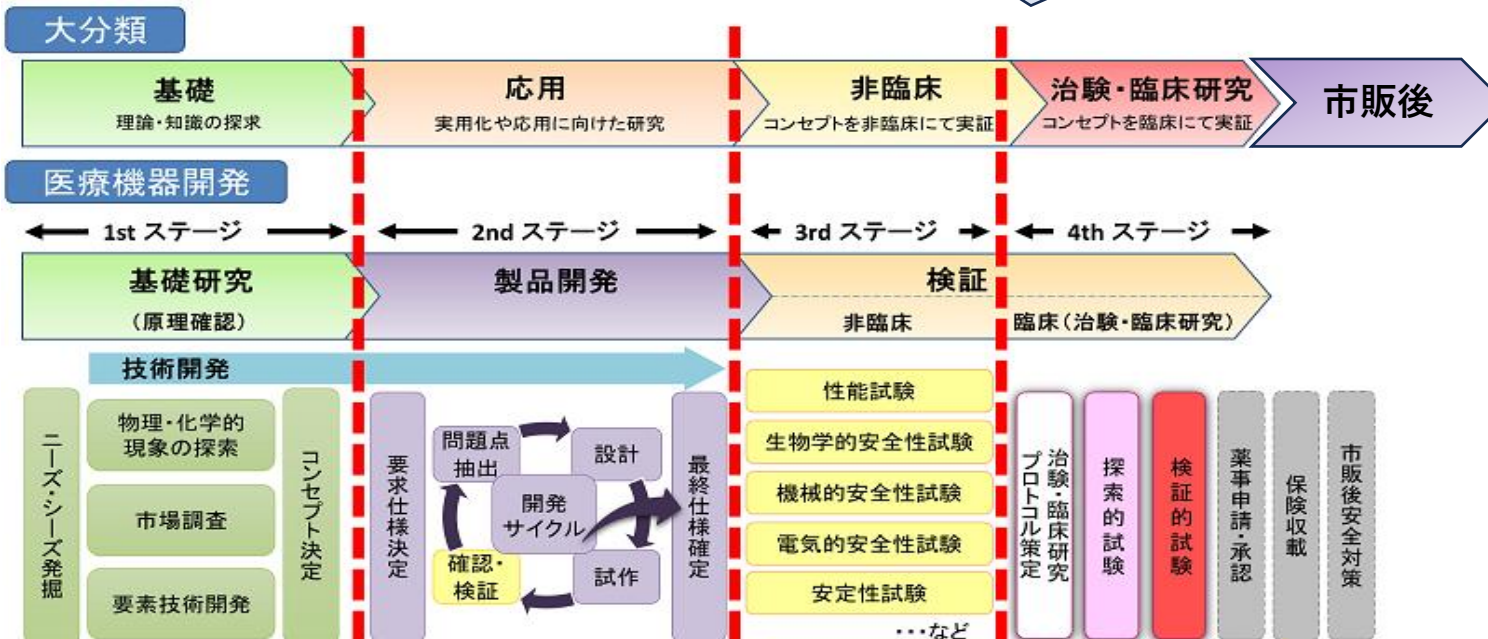 大分類
基礎
理論・知識の探求
応用
実用化や応用に向けた研究
非臨床
コンセプトを非臨床にて実証
治験・臨床研究
コンセプトを臨床にて実証
市販後
医療機器開発
1st ステージ
2nd ステージ
3rd ステージ
4th ステージ
基礎研究
(原理確認)
製品開発
検証
非臨床
臨床(治験・臨床研究)
技術開発
ニーズ・シーズ発掘
物理・化学的
現象の探索
市場調査
要素技術開発
コンセプト決定
要求仕様決定
問題点
抽出
設計
開発
サイクル
確認・
検証
試作
最終仕様確定
性能試験
生物学的安全性試験
機械的安全性試験
電気的安全性試験
安定性試験
・・・など
治験・臨床研究
プロトコル策定
探索的試験
検証的試験
薬事申請・承認
保険収載
市販後安全対策